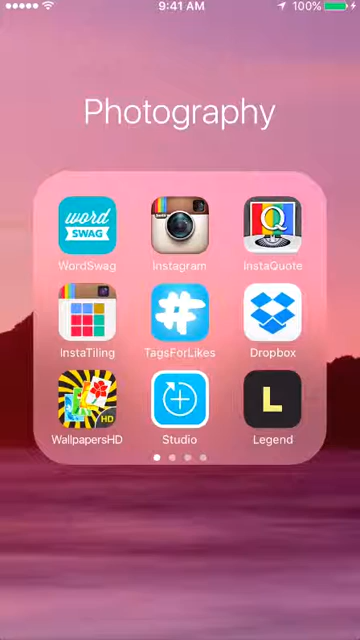 9:41 AM
100%
Photography
word
SWAG
WordSwag
Instagram
Q
InstaQuote
InstaTiling
#
TagsForLikes
Dropbox
HD
WallpapersHD
Studio
L
Legend